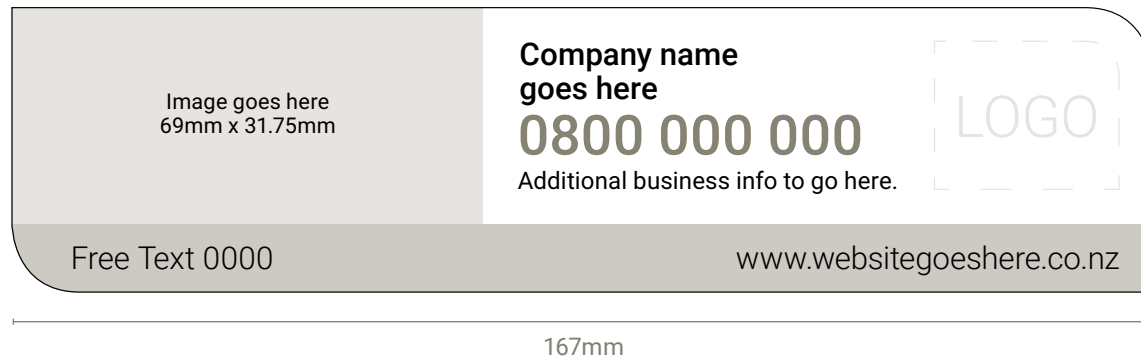 Image goes here
69mm x 31.75mm
Company name
goes here
0800 000 000
Additional business info to go here.
LOGO
Free Text 0000
www.websitegoeshere.co.nz
167mm